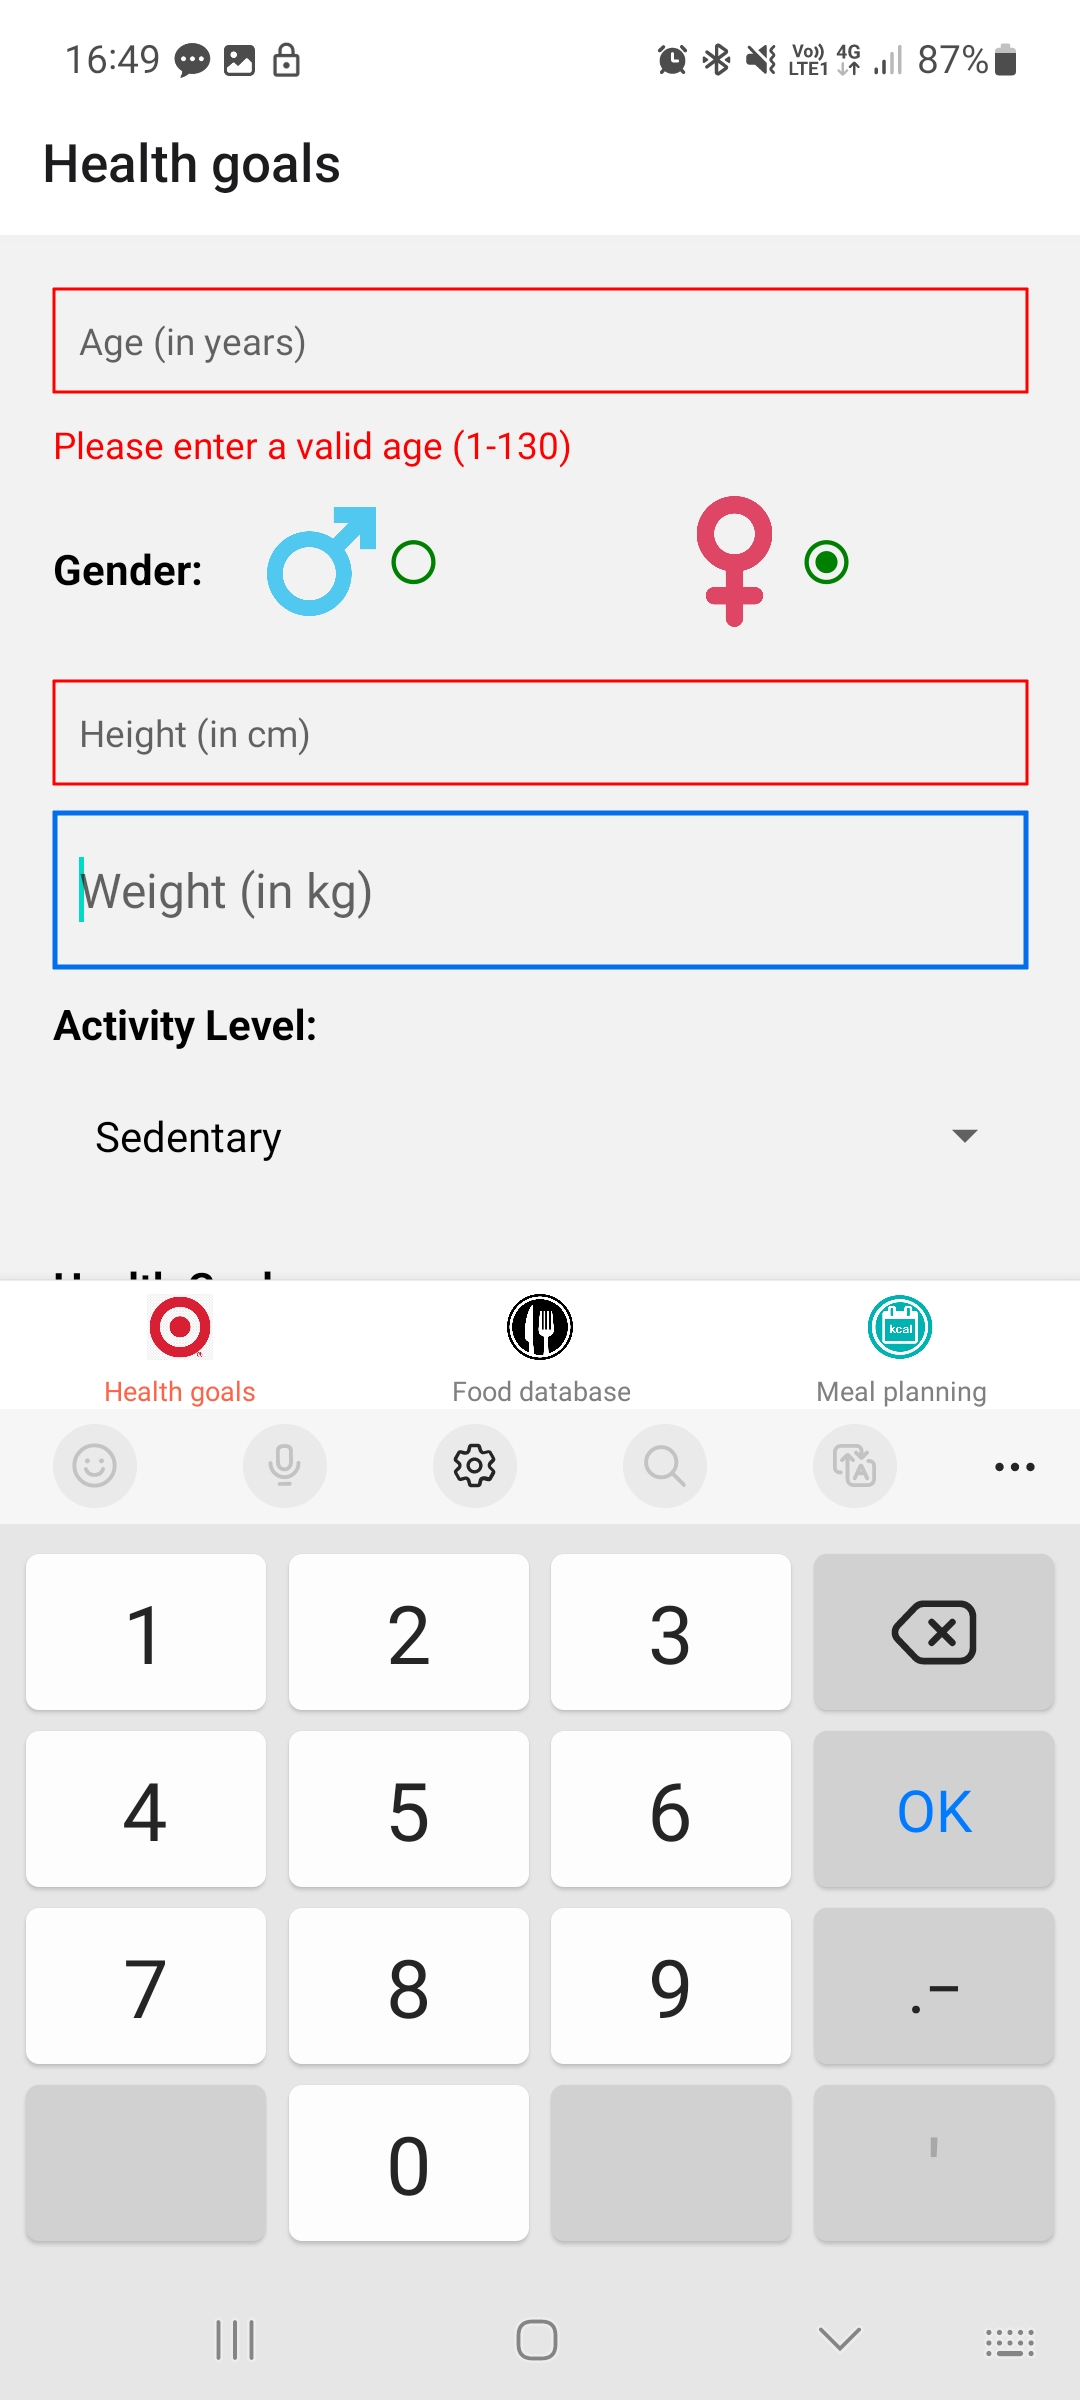 16:49 Vo)) LTE1 4G 87%
Health goals
Age (in years)
Please enter a valid age (1-130)
Gender:
Height (in cm)
Weight (in kg)
Activity Level:
Sedentary
kcal
Health goals Food database Meal planning
1 2 3
4 5 6 OK
7 8 9 .-
0 '